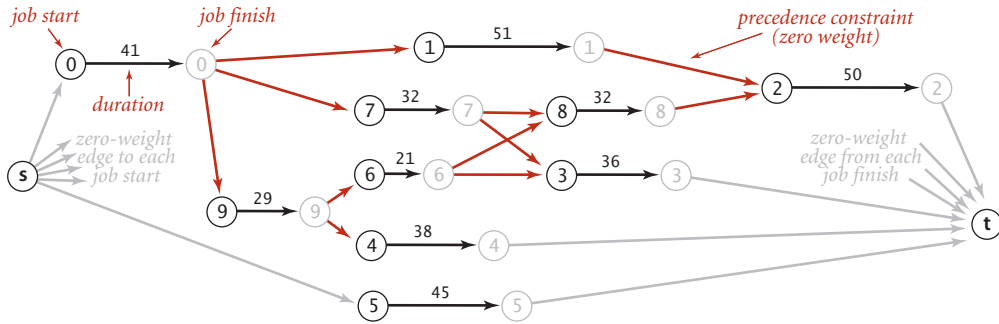 job start
job finish
precedence constraint
(zero weight)
41
51
0
0
1
1
duration
32
32
50
7
7
8
8
2
2
zero-weight
edge to each
job start
zero-weight
edge from each
job finish
s
21
36
6
6
3
3
29
9
9
38
4
4
t
45
5
5